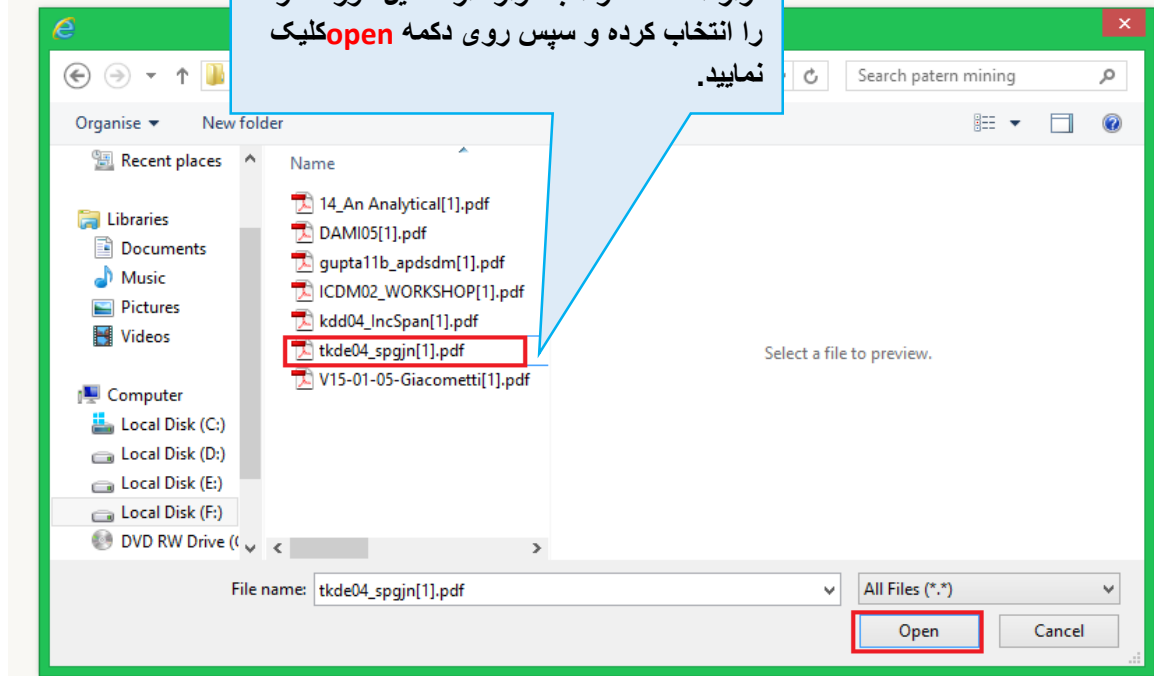 را انتخاب کرده و سپس روی دکمه openکلیک
نمایید.
Search patern mining
Organise
New folder
Recent places
Libraries
Documents
Music
Pictures
Videos
Computer
Local Disk (C:)
Local Disk (D:)
Local Disk (E:)
Local Disk (F:)
DVD RW Drive (
Name
14_An Analytical[1].pdf
DAMI05[1].pdf
gupta11b_apdsdm[1].pdf
ICDM02_WORKSHOP[1].pdf
kdd04_IncSpan[1].pdf
tkde04_spgjn[1].pdf
V15-01-05-Giacometti[1].pdf
Select a file to preview.
File name: tkde04_spgjn[1].pdf
All Files (*.*)
Open
Cancel